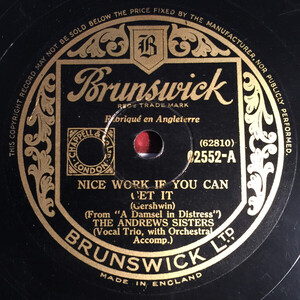 THIS COPYRIGHT RECORD MAY NOT BE SOLD BELOW THE PRICE FIXED BY THE MANUFACTURERS, NOR PUBLICLY PERFORMED
B
Brunswick
REGD TRADE MARK
Fabriqué en Angleterre
CHAPPELL & CO. LTD.
LONDON
(62810)
02552-A
NICE WORK IF YOU CAN
GET IT
(Gershwin)
(From "A Damsel in Distress")
THE ANDREWS SISTERS
(Vocal Trio, with Orchestral
Accomp.)
BRUNSWICK LTD.
MADE IN ENGLAND